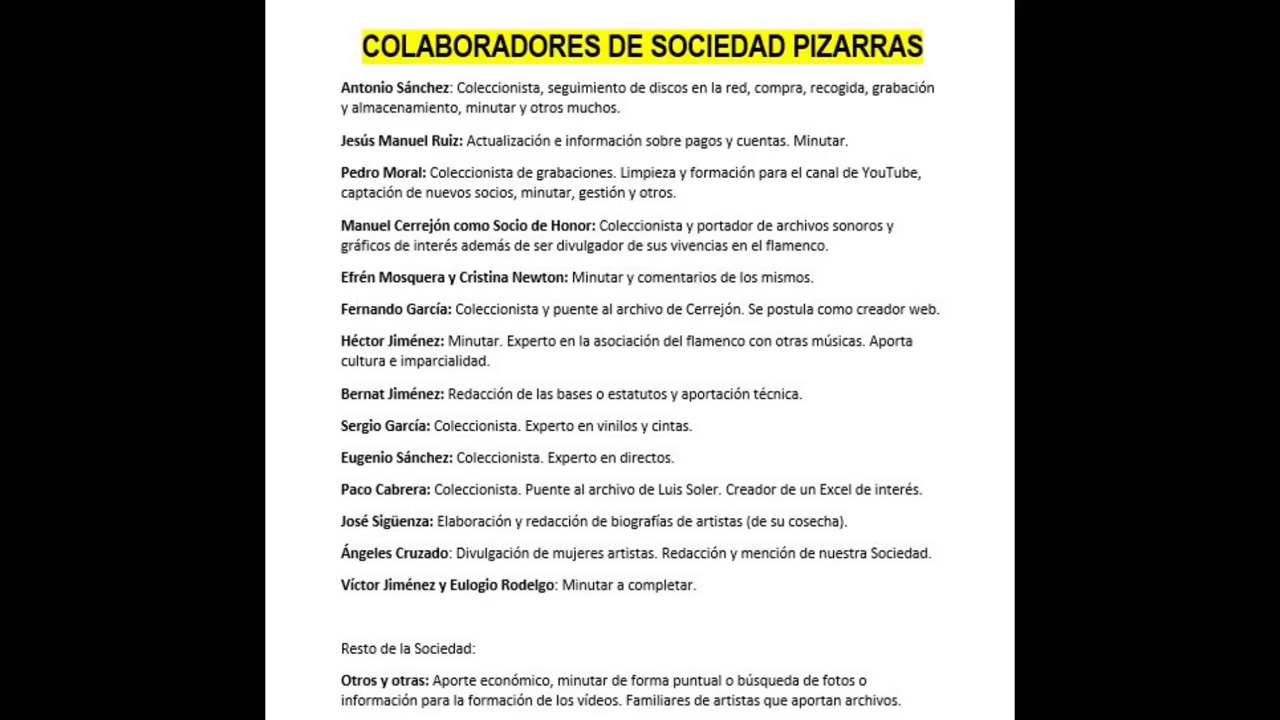 COLABORADORES DE SOCIEDAD PIZARRAS
Antonio Sánchez: Coleccionista, seguimiento de discos en la red, compra, recogida, grabación
y almacenamiento, minutar y otros muchos.
Jesús Manuel Ruiz: Actualización e información sobre pagos y cuentas. Minutar.
Pedro Moral: Coleccionista de grabaciones. Limpieza y formación para el canal de YouTube,
captación de nuevos socios, minutar, gestión y otros.
Manuel Cerrejón como Socio de Honor: Coleccionista y portador de archivos sonoros y
gráficos de interés además de ser divulgador de sus vivencias en el flamenco.
Efrén Mosquera y Cristina Newton: Minutar y comentarios de los mismos.
Fernando García: Coleccionista y puente al archivo de Cerrejón. Se postula como creador web.
Héctor Jiménez: Minutar. Experto en la asociación del flamenco con otras músicas. Aporta
cultura e imparcialidad.
Bernat Jiménez: Redacción de las bases o estatutos y aportación técnica.
Sergio García: Coleccionista. Experto en vinilos y cintas.
Eugenio Sánchez: Coleccionista. Experto en directos.
Paco Cabrera: Coleccionista. Puente al archivo de Luis Soler. Creador de un Excel de interés.
José Sigüenza: Elaboración y redacción de biografías de artistas (de su cosecha).
Ángeles Cruzado: Divulgación de mujeres artistas. Redacción y mención de nuestra Sociedad.
Víctor Jiménez y Eulogio Rodelgo: Minutar a completar.
Resto de la Sociedad:
Otros y otras: Aporte económico, minutar de forma puntual o búsqueda de fotos o
información para la formación de los vídeos. Familiares de artistas que aportan archivos.